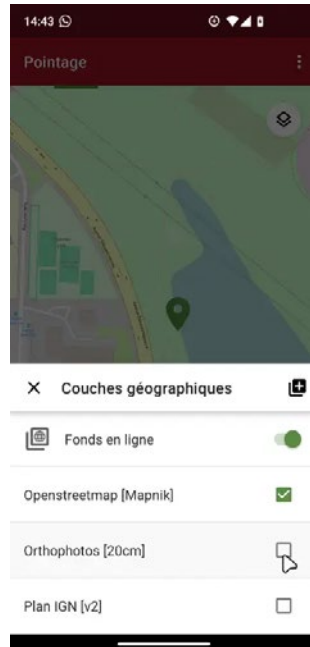 14:43
Pointage
Couches géographiques
Fonds en ligne
Openstreetmap [Mapnik]
Orthophotos [20cm]
Plan IGN [v2]